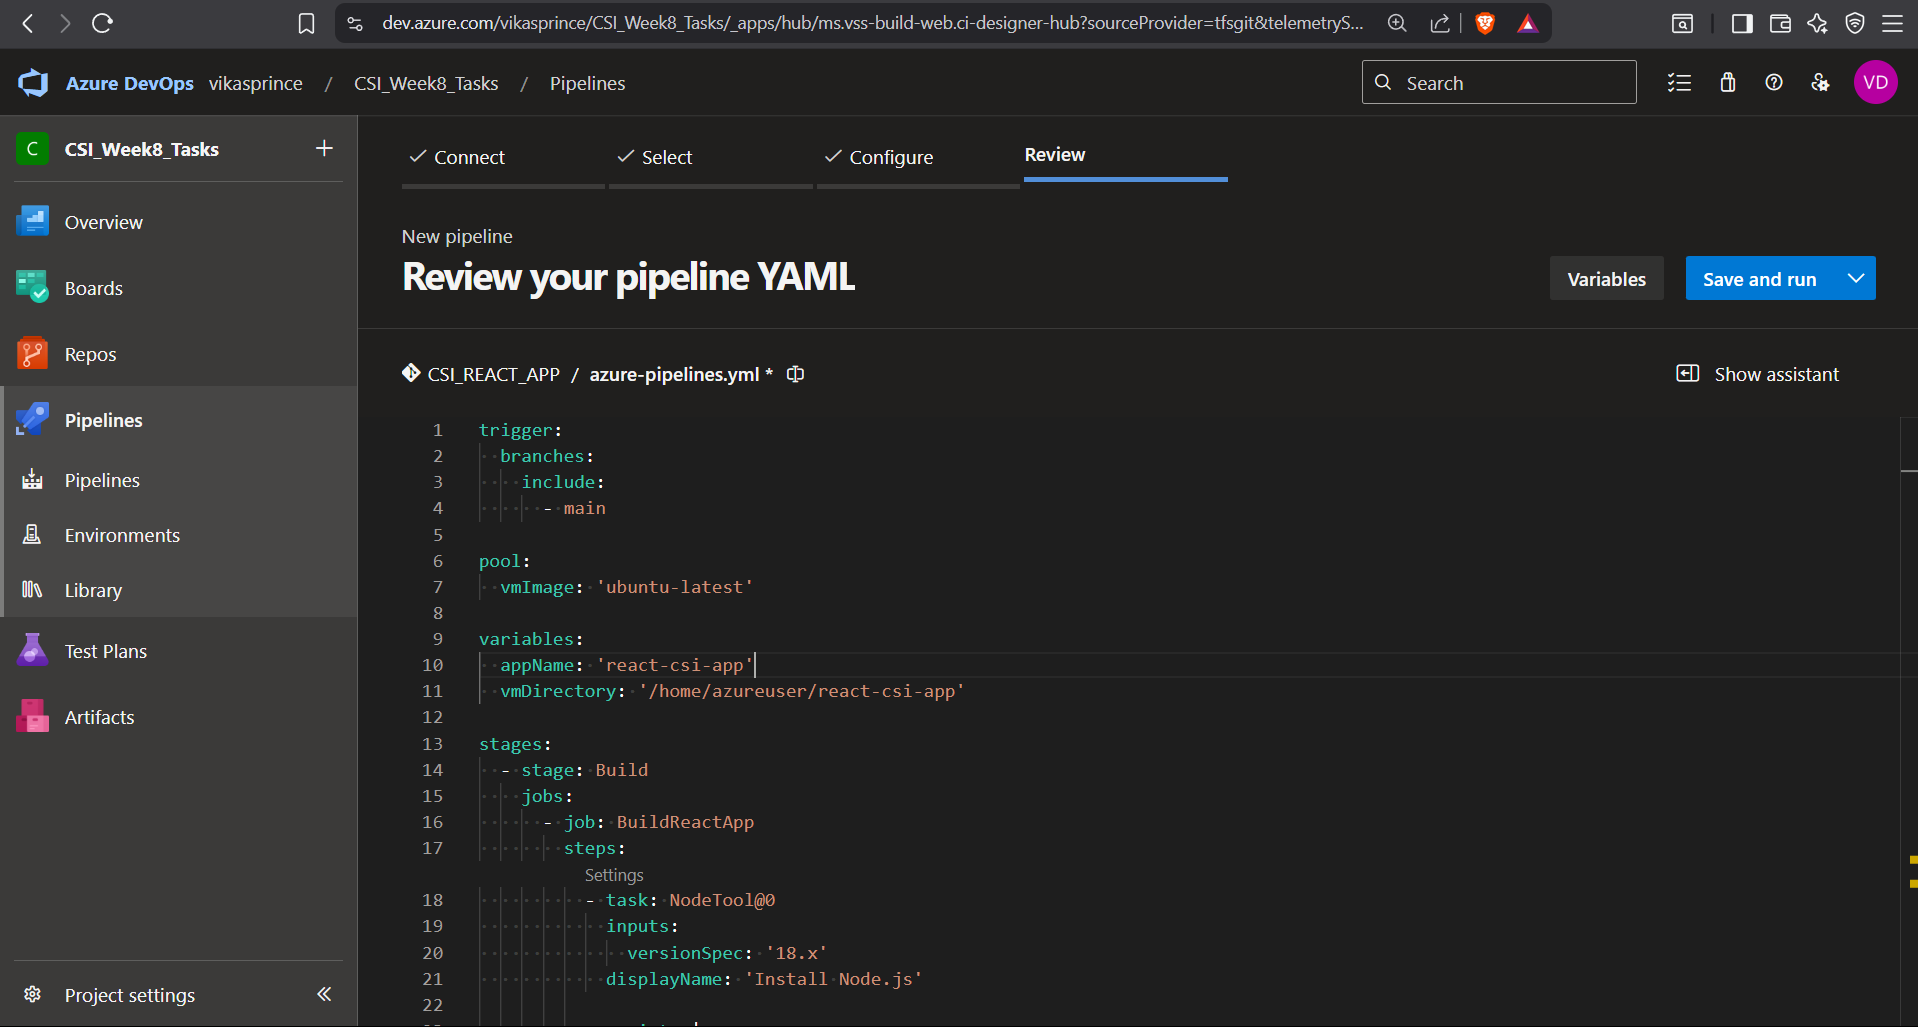 dev.azure.com/vikasprince/CSI_Week8_Tasks/_apps/hub/ms.vss-build-web.ci-designer-hub?sourceProvider=tfsgit&telemetryS...
Azure DevOps vikasprince / CSI_Week8_Tasks / Pipelines
Search
VD
C CSI_Week8_Tasks
Overview
Boards
Repos
Pipelines
Pipelines
Environments
Library
Test Plans
Artifacts
Project settings
Connect Select Configure Review
New pipeline
Review your pipeline YAML
Variables Save and run
CSI_REACT_APP / azure-pipelines.yml *
Show assistant
1 trigger:
2 branches:
3 include:
4 - main
5
6 pool:
7 vmImage: 'ubuntu-latest'
8
9 variables:
10 appName: 'react-csi-app'
11 vmDirectory: '/home/azureuser/react-csi-app'
12
13 stages:
14 - stage: Build
15 jobs:
16 - job: BuildReactApp
17 steps:
Settings
18 - task: NodeTool@0
19 inputs:
20 versionSpec: '18.x'
21 displayName: 'Install Node.js'
22